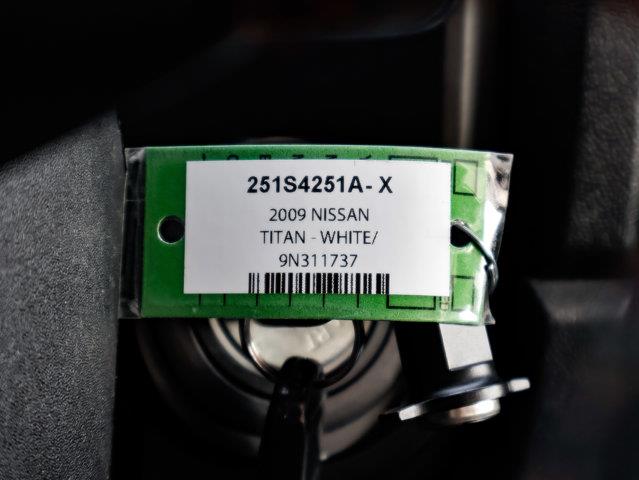 251S4251A- X
2009 NISSAN
TITAN - WHITE/
9N311737